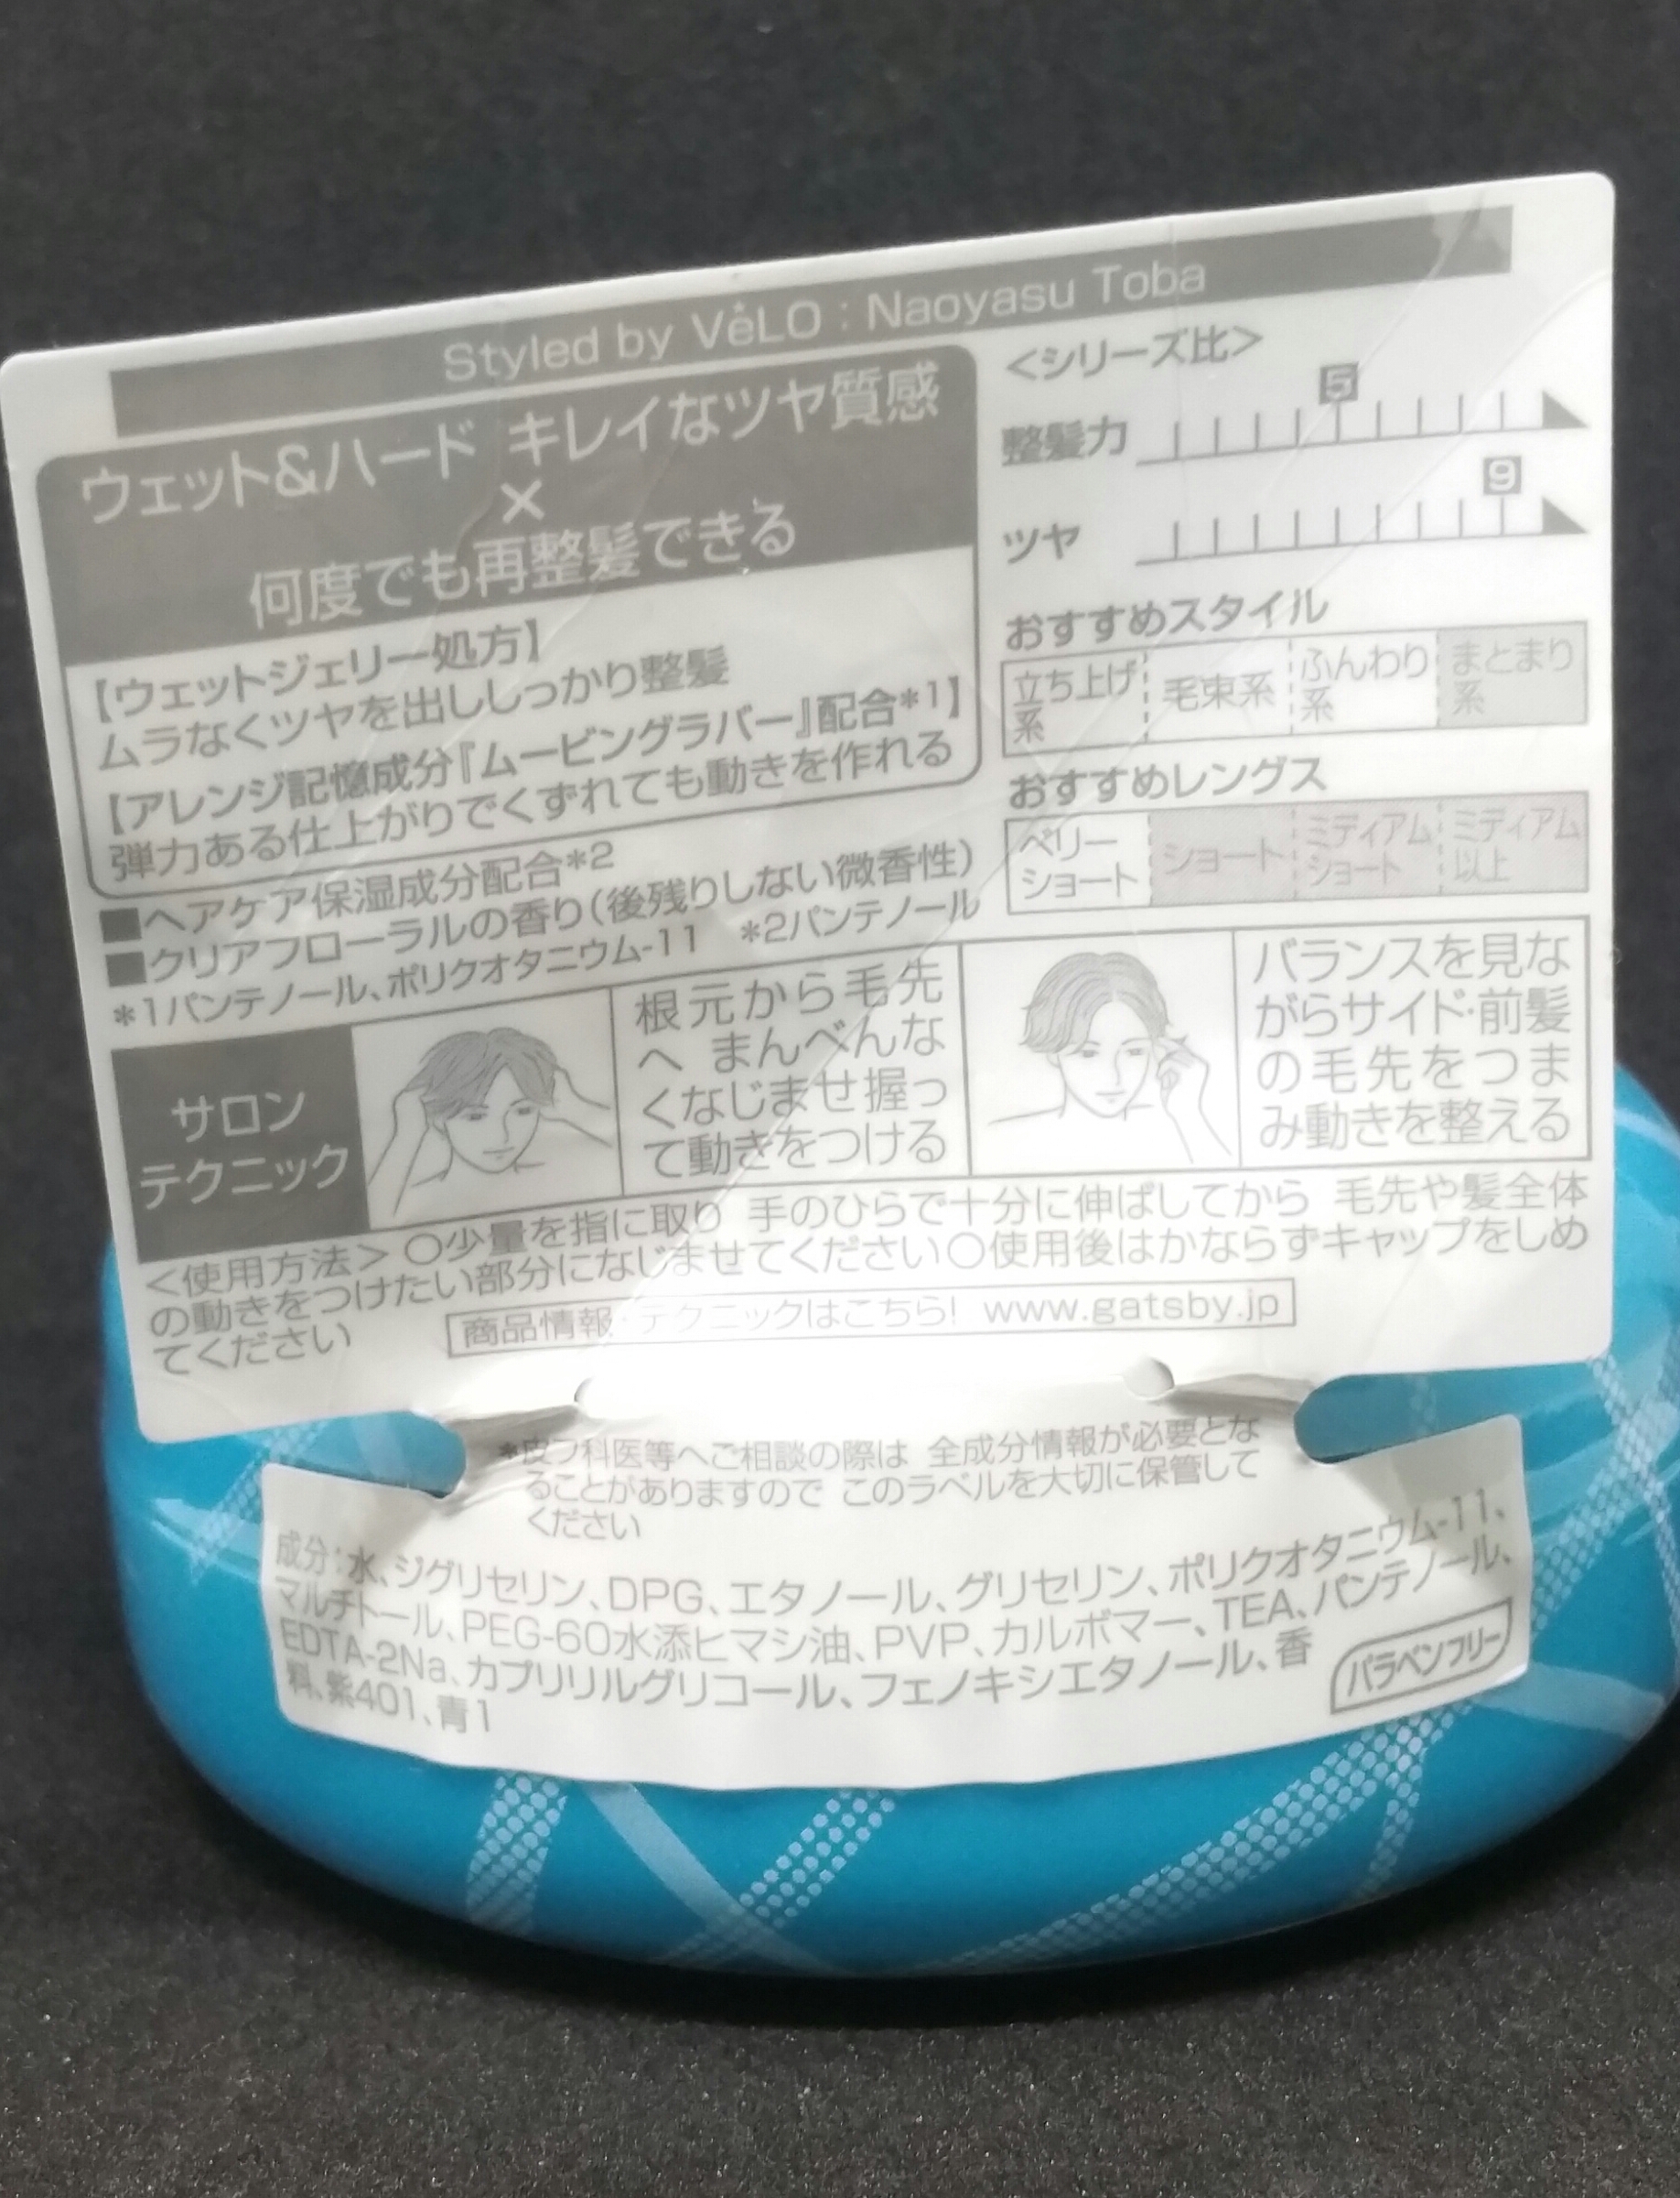 Styled by VeLO : Naoyasu Toba
ウェット&ハード キレイなツヤ質感
×
何度でも再整髪できる
【ウェットジェリー処方】
ムラなくツヤを出ししっかり整髪
【アレンジ記憶成分『ムービングラバー』配合*1】
弾力ある仕上がりでくずれても動きを作れる
■ヘアケア保湿成分配合*2
■クリアフローラルの香り(後残りしない微香性)
*1パンテノール、ポリクオタニウム-11 *2パンテノール
<シリーズ比>
5
整髪力
9
ツヤ
おすすめスタイル
立ち上げ系
毛束系
ふんわり系
まとまり系
おすすめレングス
ベリーショート
ショート
ミディアムショート
ミディアム以上
サロン
テクニック
根元から毛先
へ まんべんな
くなじませ握っ
て動きをつける
バランスを見な
がらサイド・前髪
の毛先をつま
み動きを整える
<使用方法>○少量を指に取り 手のひらで十分に伸ばしてから 毛先や髪全体
の動きをつけたい部分になじませてください○使用後はかならずキャップをしめ
てください
商品情報・テクニックはこちら! www.gatsby.jp
*皮フ科医等へご相談の際は 全成分情報が必要とな
ることがありますので このラベルを大切に保管して
ください
成分:水、ジグリセリン、DPG、エタノール、グリセリン、ポリクオタニウム-11、
マルチトール、PEG-60水添ヒマシ油、PVP、カルボマー、TEA、パンテノール、
EDTA-2Na、カプリリルグリコール、フェノキシエタノール、香
料、紫401、青1
パラベンフリー